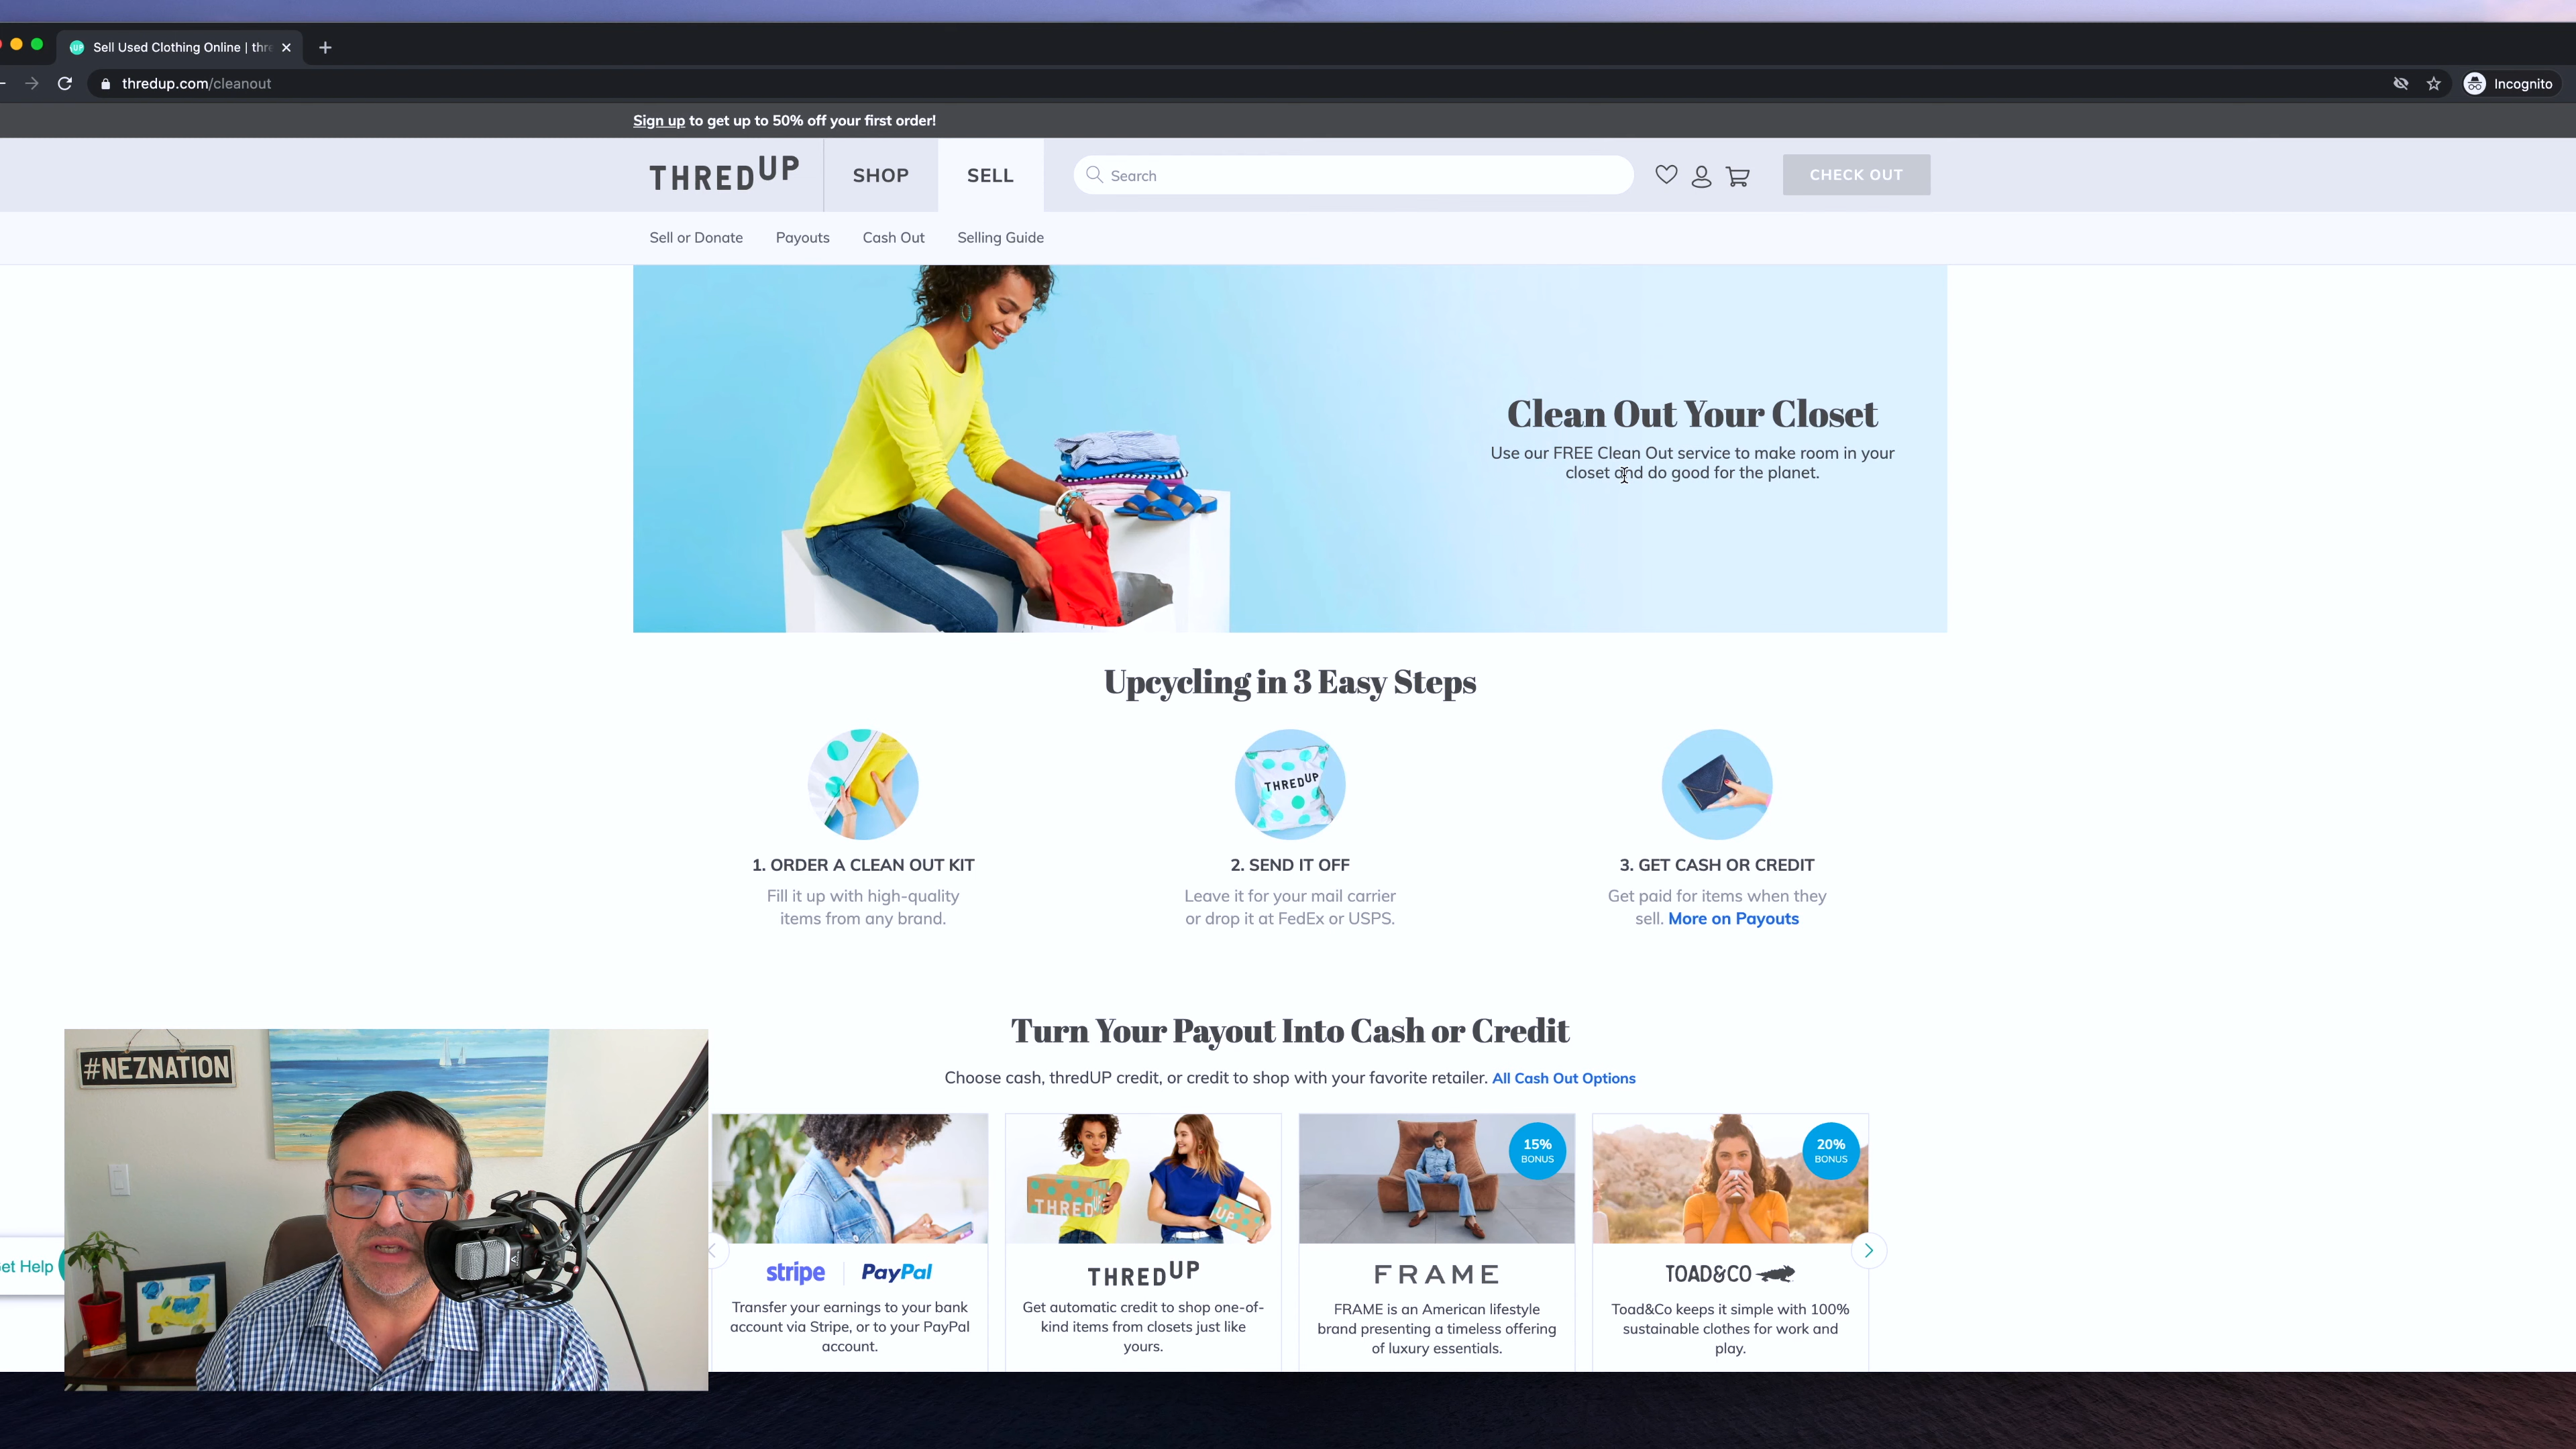 Sell Used Clothing Online | thre
thredup.com/cleanout
Incognito
Sign up to get up to 50% off your first order!
THREDUP
SHOP
SELL
Search
CHECK OUT
Sell or Donate
Payouts
Cash Out
Selling Guide
Clean Out Your Closet
Use our FREE Clean Out service to make room in your
closet and do good for the planet.
Upcycling in 3 Easy Steps
THREDUP
1. ORDER A CLEAN OUT KIT
Fill it up with high-quality
items from any brand.
2. SEND IT OFF
Leave it for your mail carrier
or drop it at FedEx or USPS.
3. GET CASH OR CREDIT
Get paid for items when they
sell. More on Payouts
Turn Your Payout Into Cash or Credit
Choose cash, thredUP credit, or credit to shop with your favorite retailer. All Cash Out Options
#NEZNATION
et Help
THREDU
UP
15%
BONUS
20%
BONUS
stripe
PayPal
Transfer your earnings to your bank
account via Stripe, or to your PayPal
account.
THREDUP
Get automatic credit to shop one-of-
kind items from closets just like
yours.
FRAME
FRAME is an American lifestyle
brand presenting a timeless offering
of luxury essentials.
TOAD&CO
Toad&Co keeps it simple with 100%
sustainable clothes for work and
play.